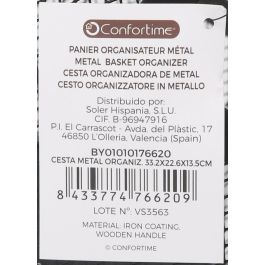 Confortime®
PANIER ORGANISATEUR MÉTAL
METAL BASKET ORGANIZER
CESTA ORGANIZADORA DE METAL
CESTO ORGANIZZATORE IN METALLO
Distribuido por:
Soler Hispania, S.L.U.
CIF. B-96947916
P.I. El Carrascot - Avda. del Plàstic, 17
46850 L'Olleria, Valencia (Spain)
BY01010176620
CESTA METAL ORGANIZ. 33.2X22.6X13.5CM
8 433774 766209
LOTE Nº: VS3563
MATERIAL: IRON COATING,
WOODEN HANDLE
© CONFORTIME